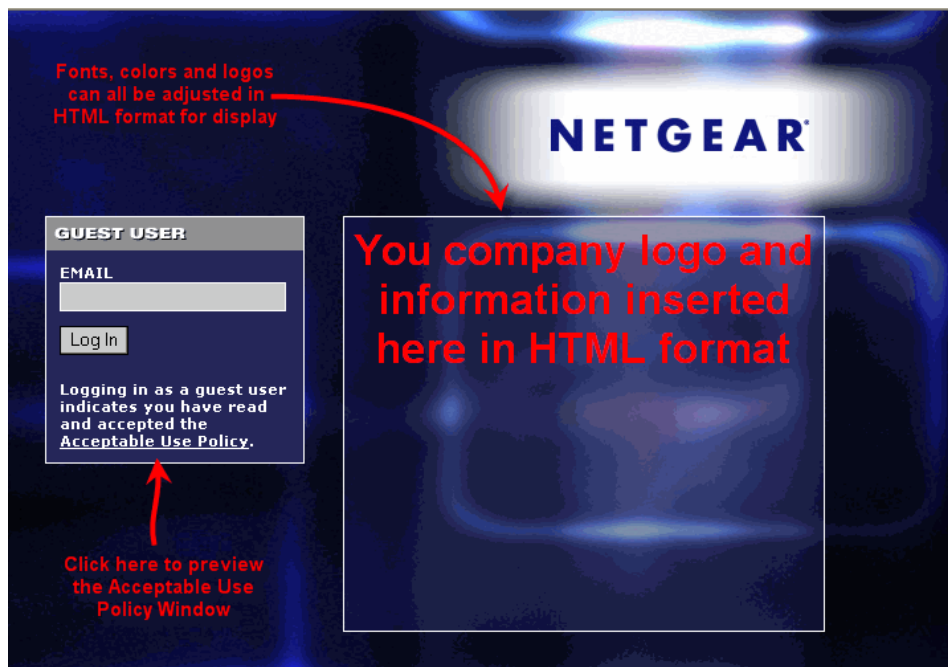 Fonts, colors and logos
can all be adjusted in
HTML format for display
NETGEAR®
GUEST USER
EMAIL
Log In
Logging in as a guest user
indicates you have read
and accepted the
Acceptable Use Policy.
You company logo and
information inserted
here in HTML format
Click here to preview
the Acceptable Use
Policy Window